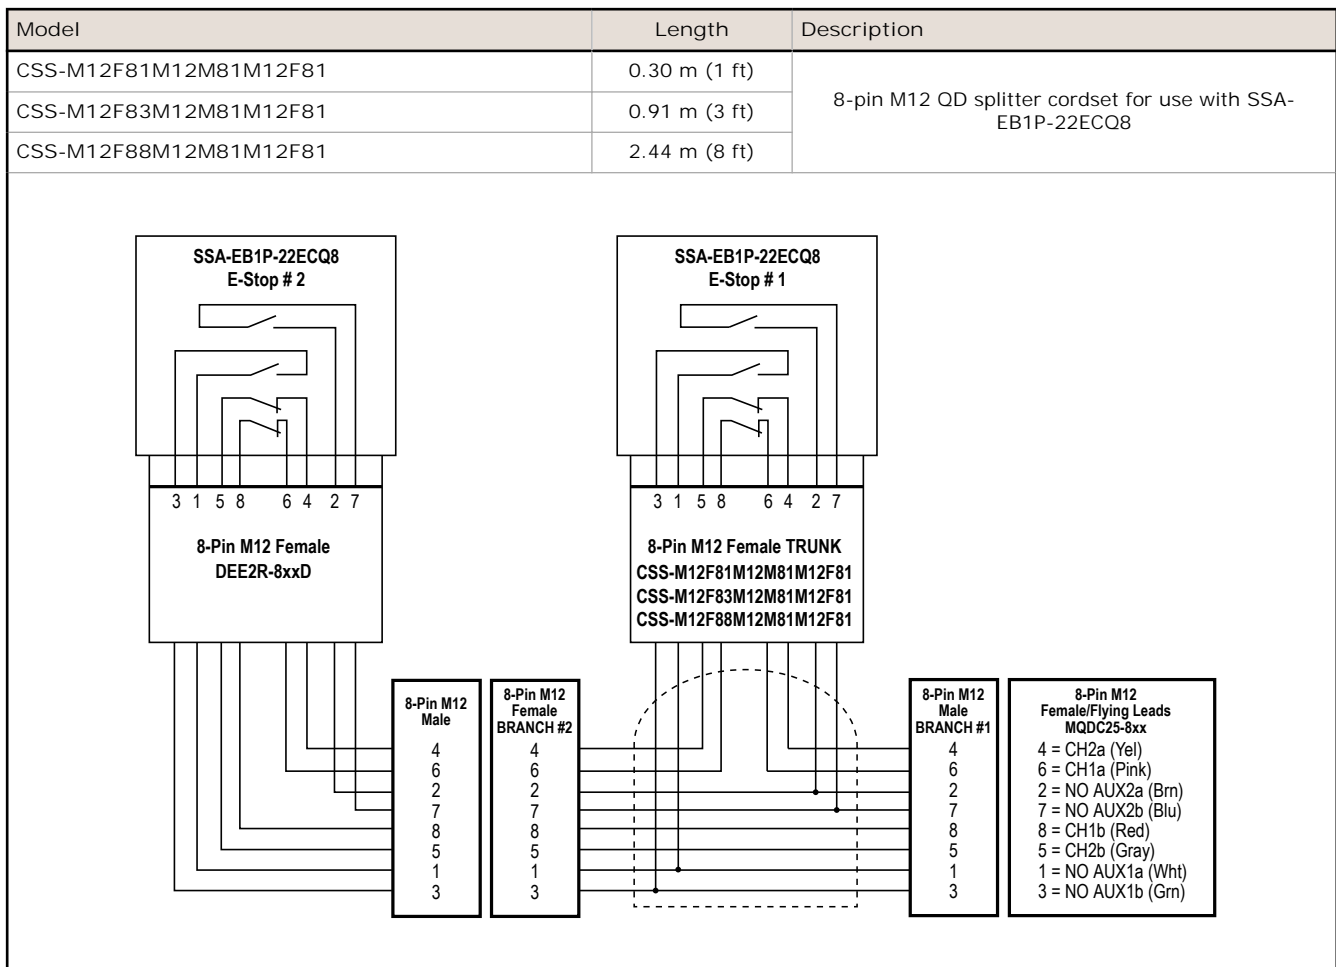 Model Length Description
CSS-M12F81M12M81M12F81 0.30 m (1 ft)
CSS-M12F83M12M81M12F81 0.91 m (3 ft)
CSS-M12F88M12M81M12F81 2.44 m (8 ft)
8-pin M12 QD splitter cordset for use with SSA-
EB1P-22ECQ8
SSA-EB1P-22ECQ8
E-Stop # 2
3 1 5 8 6 4 2 7
8-Pin M12 Female
DEE2R-8xxD
SSA-EB1P-22ECQ8
E-Stop # 1
3 1 5 8 6 4 2 7
8-Pin M12 Female TRUNK
CSS-M12F81M12M81M12F81
CSS-M12F83M12M81M12F81
CSS-M12F88M12M81M12F81
8-Pin M12
Male
4
6
2
7
8
5
1
3
8-Pin M12
Female
BRANCH #2
4
6
2
7
8
5
1
3
8-Pin M12
Male
BRANCH #1
4
6
2
7
8
5
1
3
8-Pin M12
Female/Flying Leads
MQDC25-8xx
4 = CH2a (Yel)
6 = CH1a (Pink)
2 = NO AUX2a (Brn)
7 = NO AUX2b (Blu)
8 = CH1b (Red)
5 = CH2b (Gray)
1 = NO AUX1a (Wht)
3 = NO AUX1b (Grn)